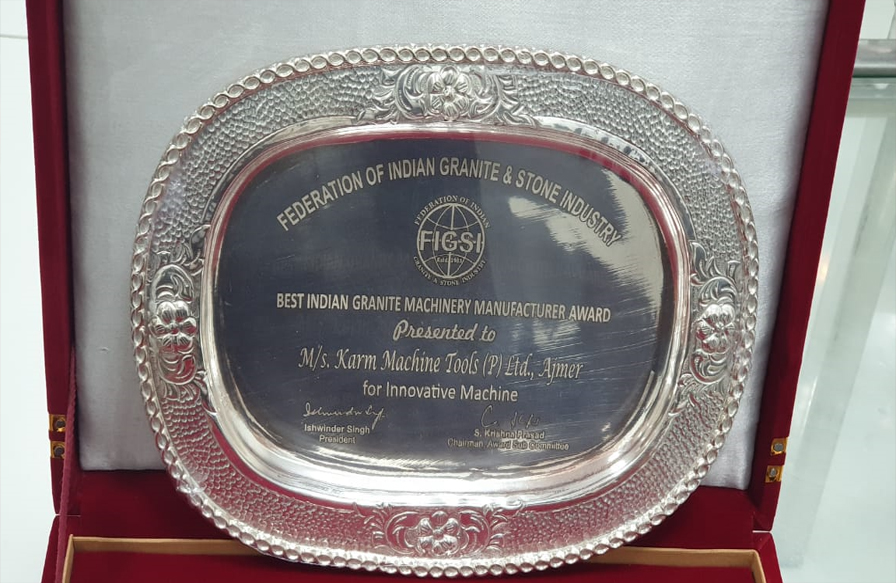 FEDERATION OF INDIAN GRANITE & STONE INDUSTRY
FEDERATION OF INDIAN
FIGSI
GRANITE & STONE INDUSTRY
BEST INDIAN GRANITE MACHINERY MANUFACTURER AWARD
Presented to
M/s. Karm Machine Tools (P) Ltd., Ajmer
for Innovative Machine
Ishwinder Singh
President
S. Krishna Prasad
Chairman, Award Sub Committee